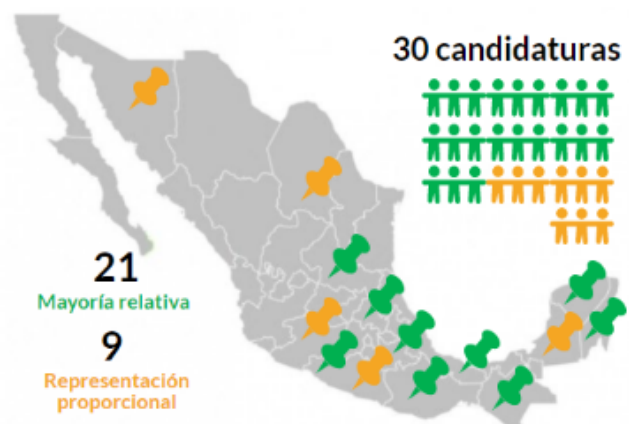 30 candidaturas
21
Mayoría relativa
9
Representación
proporcional